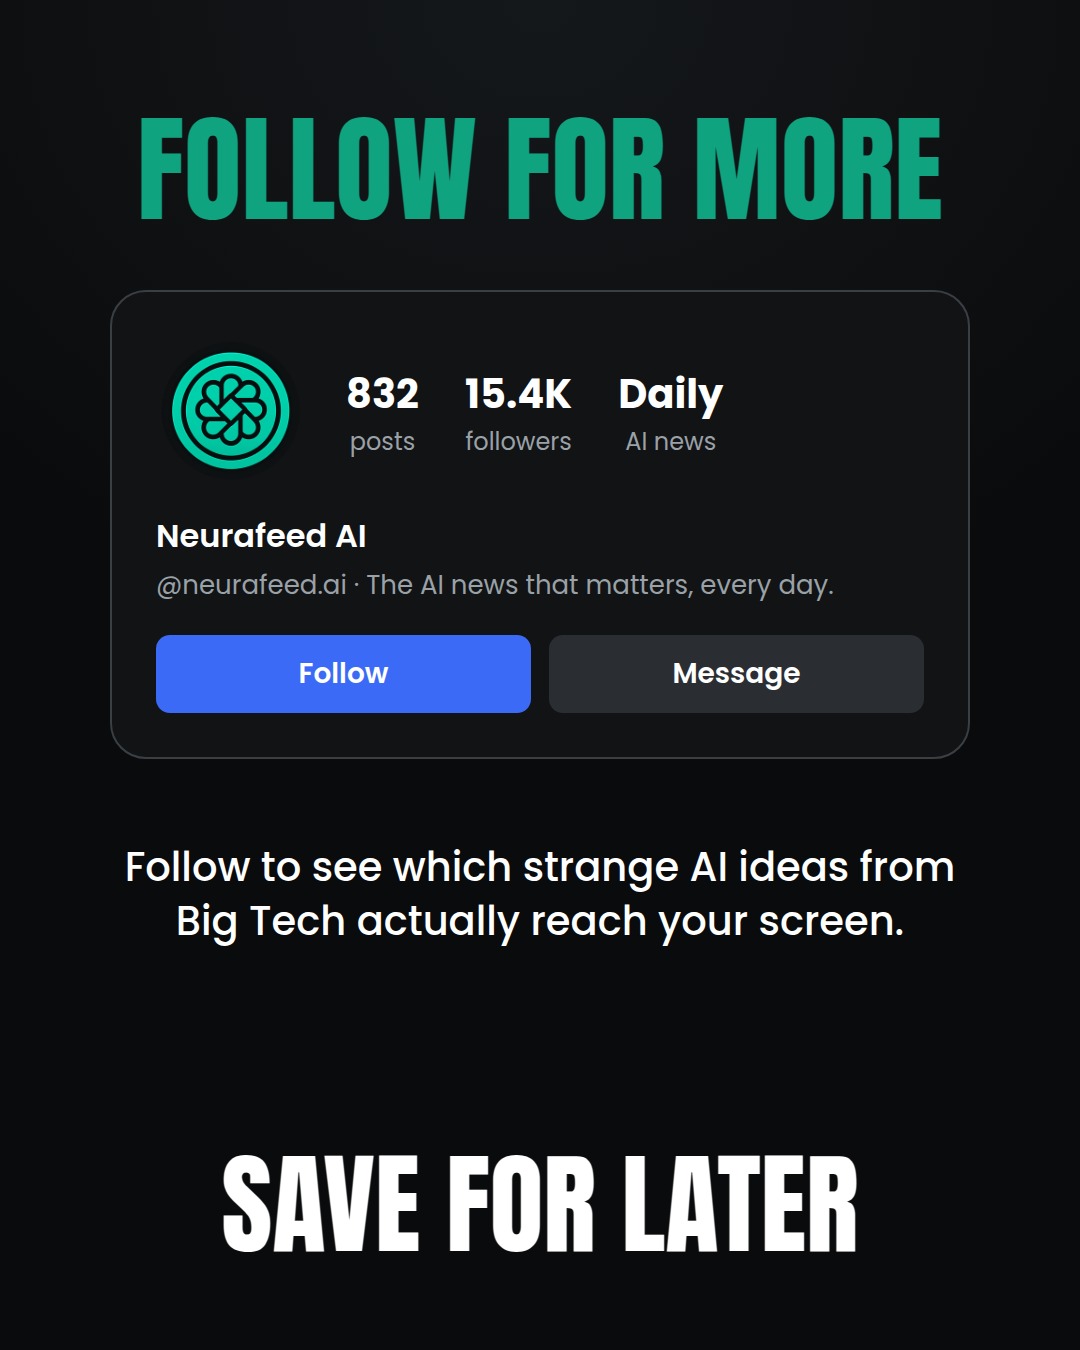 FOLLOW FOR MORE
832 15.4K Daily
posts followers AI news
Neurafeed AI
@neurafeed.ai · The AI news that matters, every day.
Follow Message
Follow to see which strange AI ideas from
Big Tech actually reach your screen.
SAVE FOR LATER